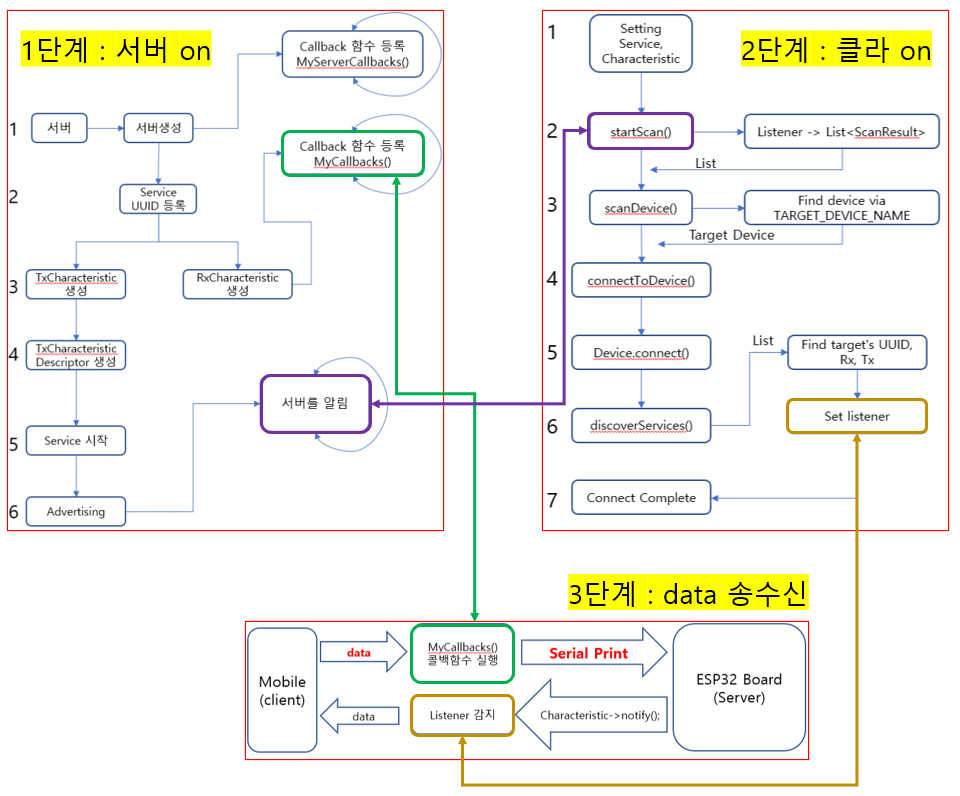 1단계 : 서버 on
Callback 함수 등록
MyServerCallbacks()
1
서버
서버생성
Callback 함수 등록
MyCallbacks()
2
Service
UUID 등록
3
TxCharacteristic
생성
RxCharacteristic
생성
4
TxCharacteristic
Descriptor 생성
서버를 알림
5
Service 시작
6
Advertising
2단계 : 클라 on
1
Setting
Service,
Characteristic
2
startScan()
Listener -> List<ScanResult>
List
3
scanDevice()
Find device via
TARGET_DEVICE_NAME
Target Device
4
connectToDevice()
5
Device.connect()
List
Find target's UUID,
Rx, Tx
6
discoverServices()
Set listener
7
Connect Complete
3단계 : data 송수신
Mobile
(client)
data
MyCallbacks()
콜백함수 실행
Serial Print
ESP32 Board
(Server)
data
Listener 감지
Characteristic->notify();